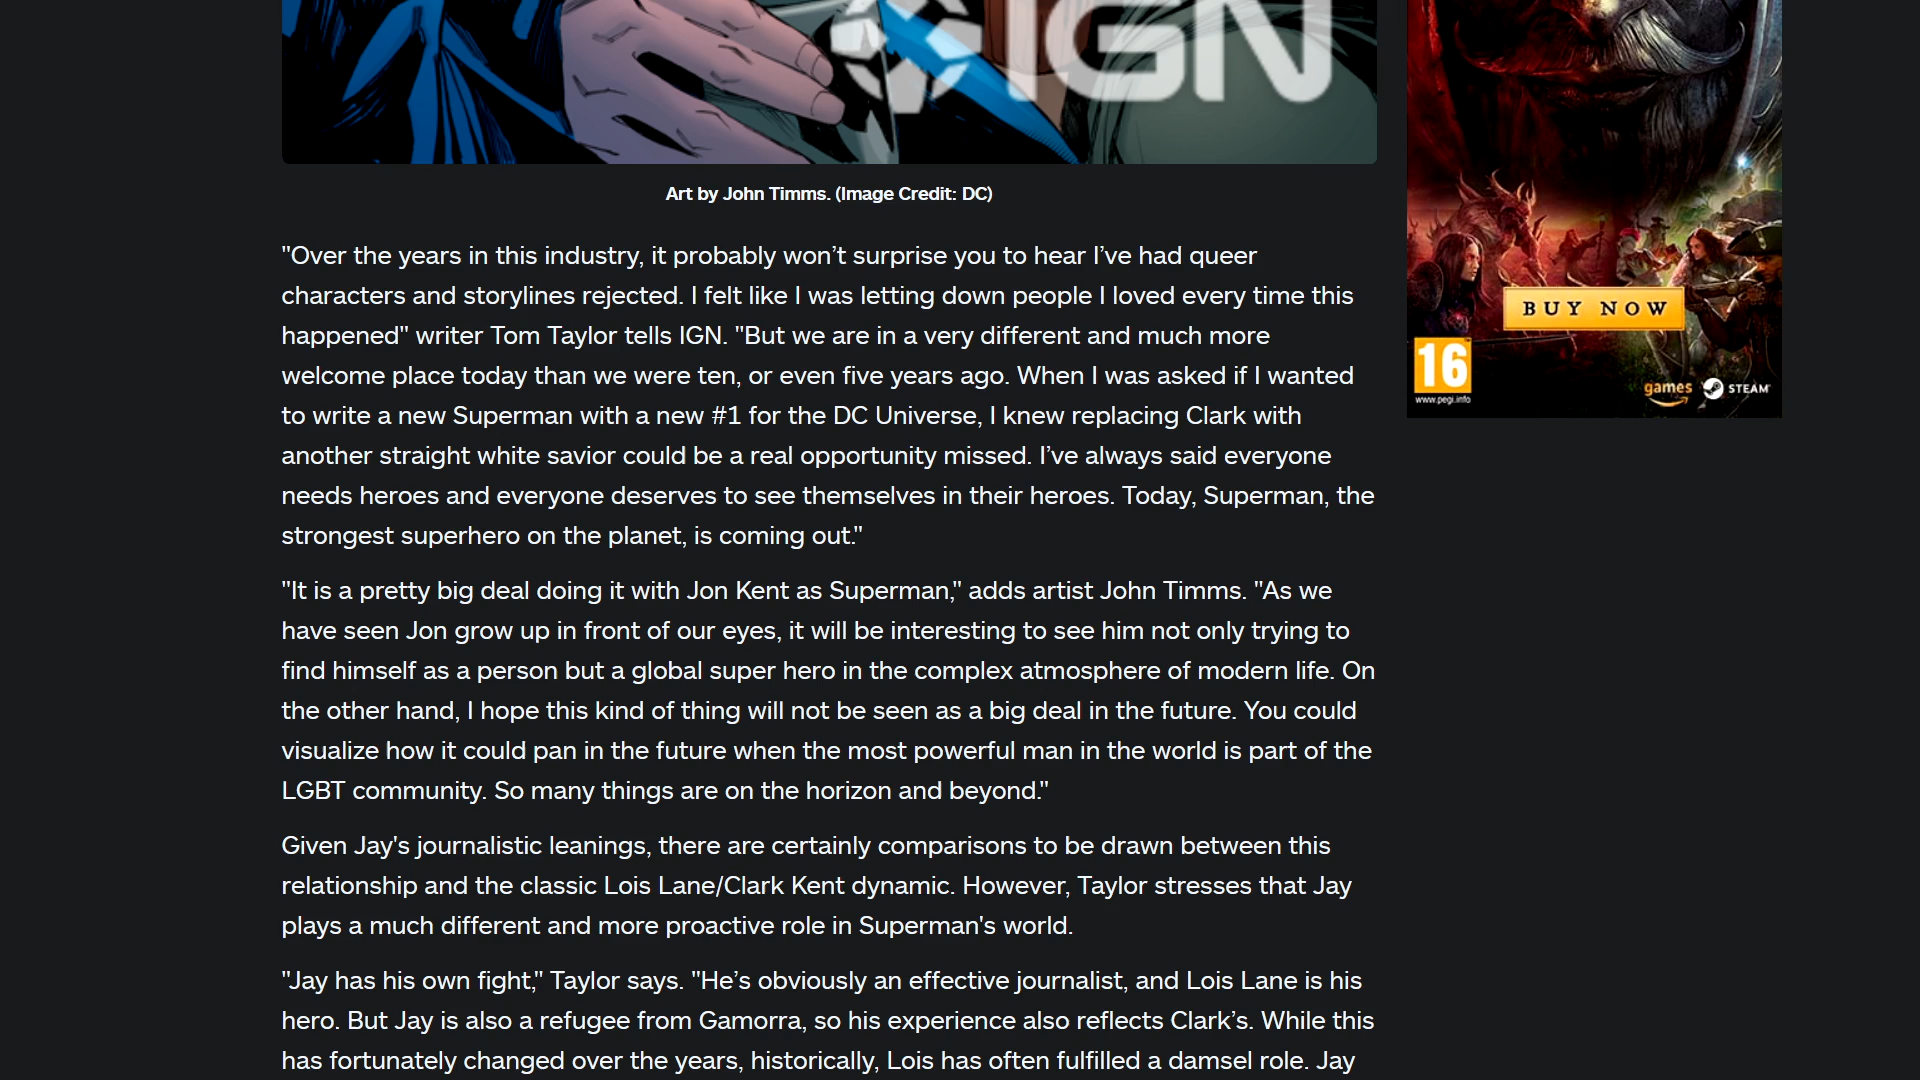 IGN
Art by John Timms. (Image Credit: DC)
"Over the years in this industry, it probably won’t surprise you to hear I’ve had queer
characters and storylines rejected. I felt like I was letting down people I loved every time this
happened" writer Tom Taylor tells IGN. "But we are in a very different and much more
welcome place today than we were ten, or even five years ago. When I was asked if I wanted
to write a new Superman with a new #1 for the DC Universe, I knew replacing Clark with
another straight white savior could be a real opportunity missed. I’ve always said everyone
needs heroes and everyone deserves to see themselves in their heroes. Today, Superman, the
strongest superhero on the planet, is coming out."
"It is a pretty big deal doing it with Jon Kent as Superman," adds artist John Timms. "As we
have seen Jon grow up in front of our eyes, it will be interesting to see him not only trying to
find himself as a person but a global super hero in the complex atmosphere of modern life. On
the other hand, I hope this kind of thing will not be seen as a big deal in the future. You could
visualize how it could pan in the future when the most powerful man in the world is part of the
LGBT community. So many things are on the horizon and beyond."
Given Jay's journalistic leanings, there are certainly comparisons to be drawn between this
relationship and the classic Lois Lane/Clark Kent dynamic. However, Taylor stresses that Jay
plays a much different and more proactive role in Superman's world.
"Jay has his own fight," Taylor says. "He’s obviously an effective journalist, and Lois Lane is his
hero. But Jay is also a refugee from Gamorra, so his experience also reflects Clark’s. While this
has fortunately changed over the years, historically, Lois has often fulfilled a damsel role. Jay
BUY NOW
16
www.pegi.info
games
STEAM